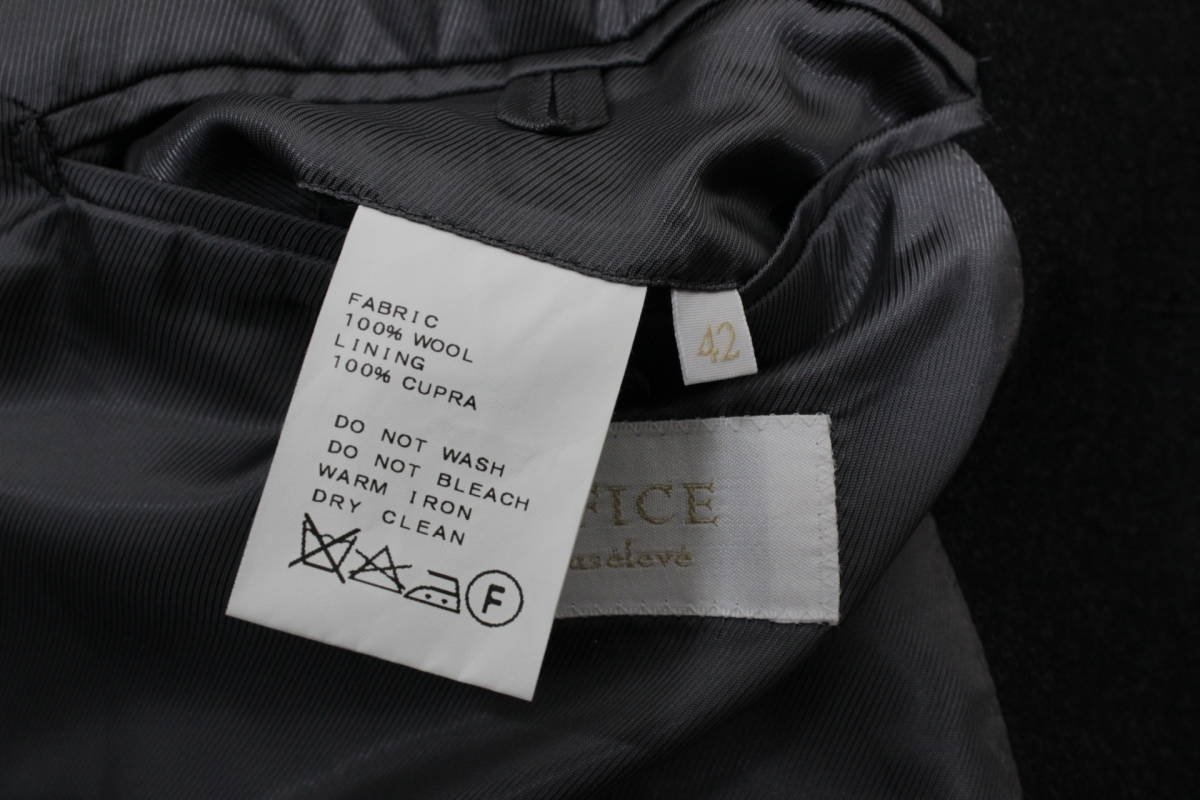 FABRIC
100% WOOL
LINING
100% CUPRA
DO NOT WASH
DO NOT BLEACH
WARM IRON
DRY CLEAN
F
42
FICE
élevé